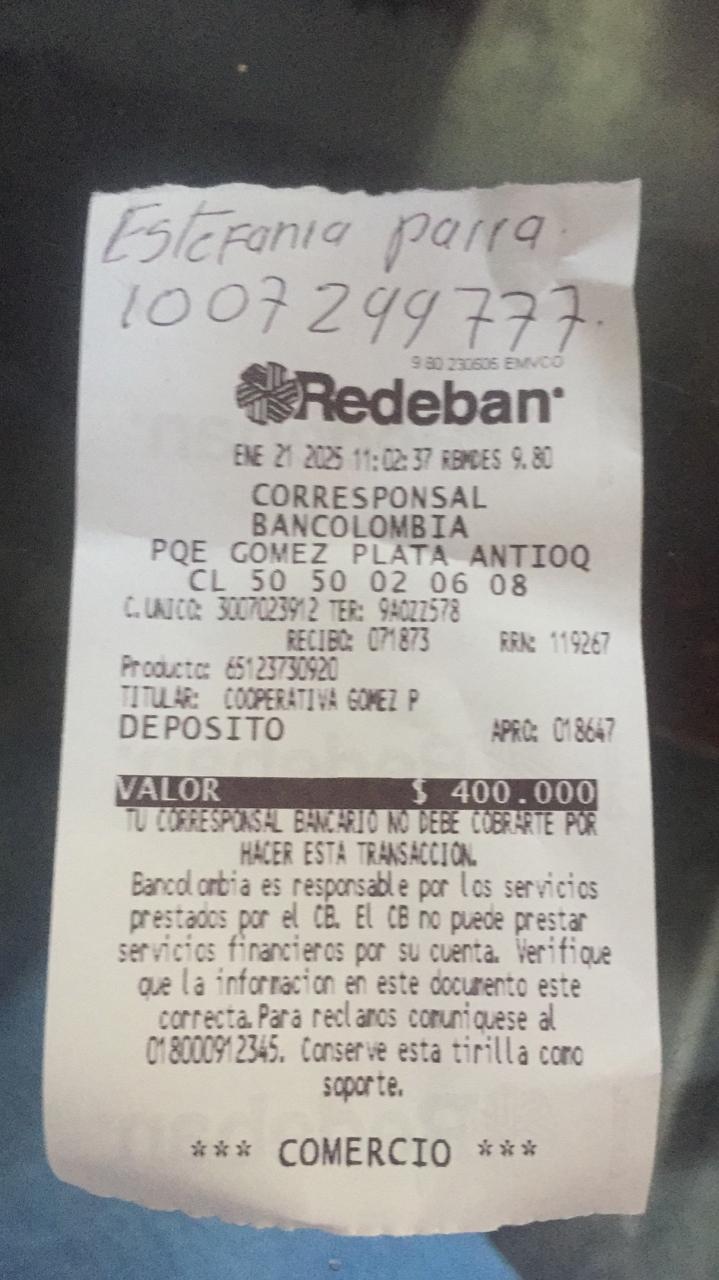 Estefania parra.
1007299777.
9 80 230605 EMVCO
Redeban
ENE 21 2025 11:02:37 RBMDES 9.80
CORRESPONSAL
BANCOLOMBIA
PQE GOMEZ PLATA ANTIOQ
CL 50 50 02 06 08
C. UNICO: 3007023912 TER: 9A0ZZ578
RECIBO: 071873 RRN: 119267
Producto: 65123730920
TITULAR: COOPERATIVA GOMEZ P
DEPOSITO APRO: 018647
VALOR $ 400.000
TU CORRESPONSAL BANCARIO NO DEBE COBRARTE POR
HACER ESTA TRANSACCION.
Bancolombia es responsable por los servicios
prestados por el CB. El CB no puede prestar
servicios financieros por su cuenta. Verifique
que la informacion en este documento este
correcta. Para reclamos comuniquese al
018000912345. Conserve esta tirilla como
soporte.
*** COMERCIO ***